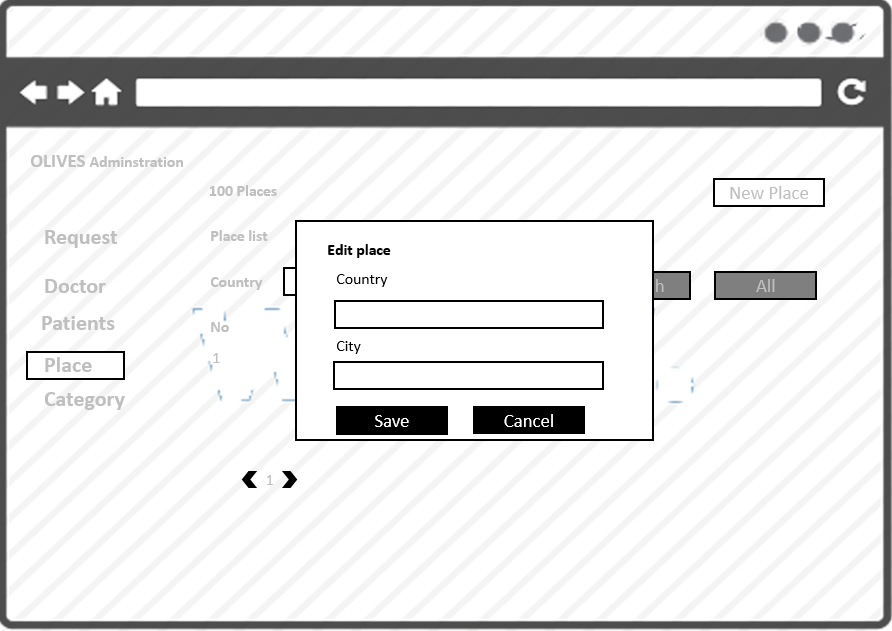 OLIVES Adminstration
100 Places
New Place
Request
Place list
Edit place
Country
Doctor
Country
h
All
Patients
No
City
1
Place
Category
Save
Cancel
1